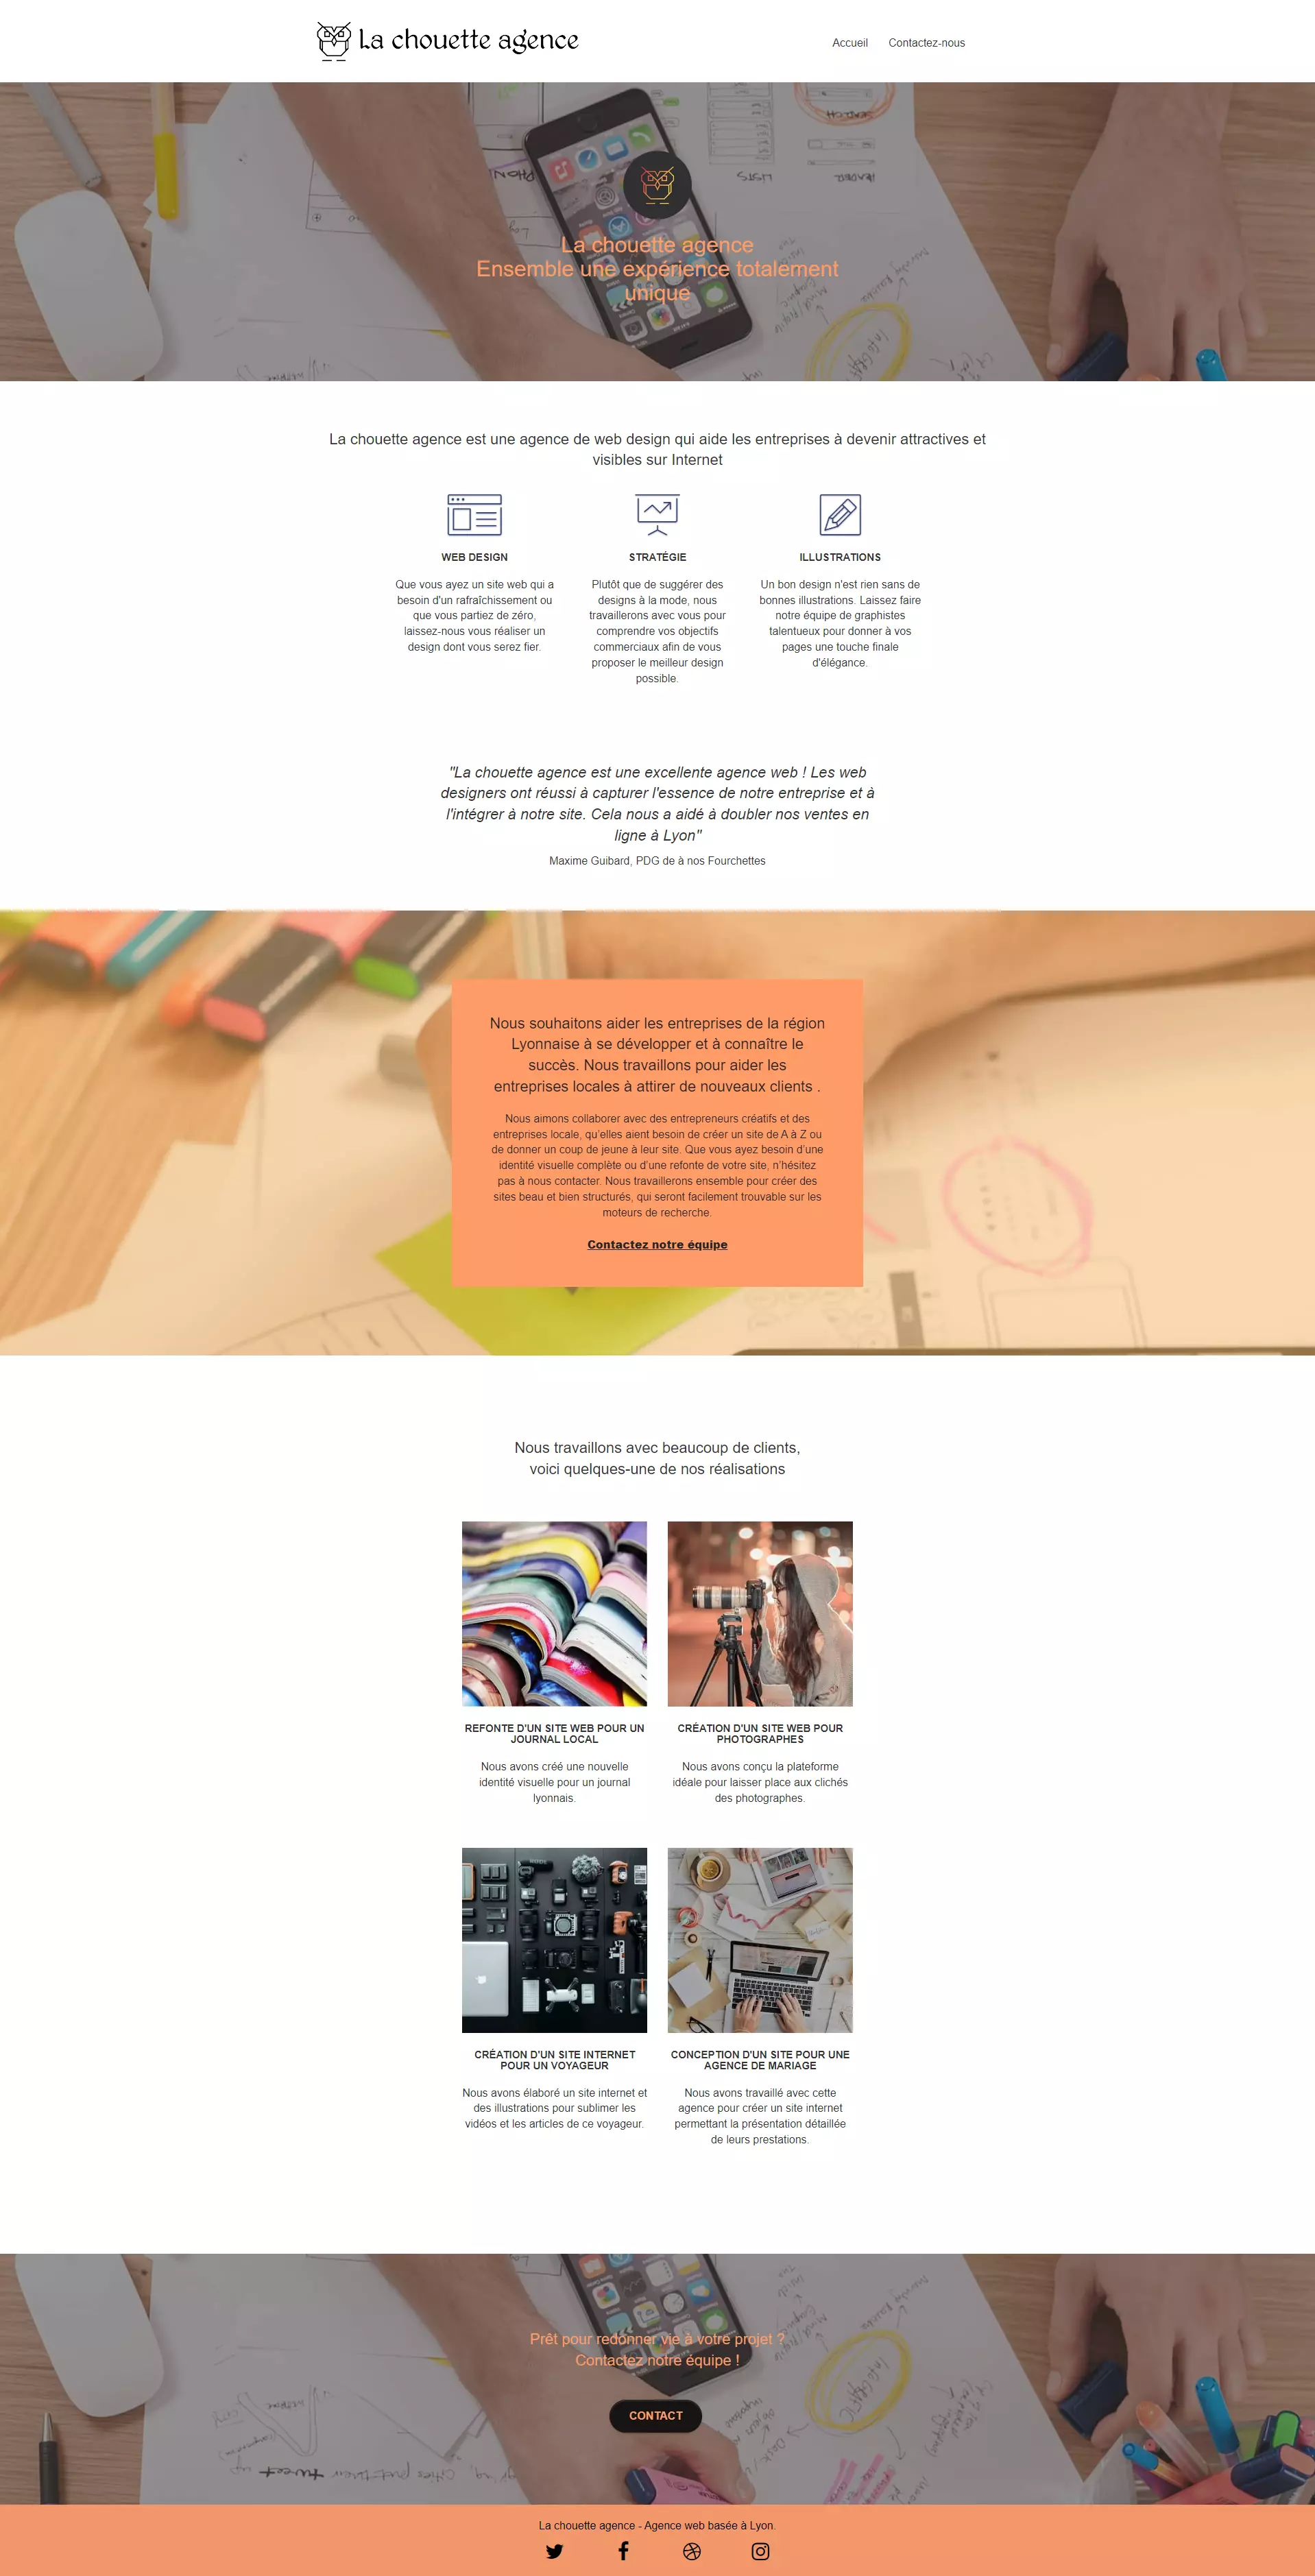 La chouette agence
Accueil Contactez-nous
La chouette agence
Ensemble une expérience totalement
unique
La chouette agence est une agence de web design qui aide les entreprises à devenir attractives et
visibles sur Internet
WEB DESIGN
Que vous ayez un site web qui a
besoin d'un rafraîchissement ou
que vous partiez de zéro,
laissez-nous vous réaliser un
design dont vous serez fier.
STRATÉGIE
Plutôt que de suggérer des
designs à la mode, nous
travaillerons avec vous pour
comprendre vos objectifs
commerciaux afin de vous
proposer le meilleur design
possible.
ILLUSTRATIONS
Un bon design n'est rien sans de
bonnes illustrations. Laissez faire
notre équipe de graphistes
talentueux pour donner à vos
pages une touche finale
d'élégance.
"La chouette agence est une excellente agence web ! Les web
designers ont réussi à capturer l'essence de notre entreprise et à
l'intégrer à notre site. Cela nous a aidé à doubler nos ventes en
ligne à Lyon"
Maxime Guibard, PDG de à nos Fourchettes
Nous souhaitons aider les entreprises de la région
Lyonnaise à se développer et à connaître le
succès. Nous travaillons pour aider les
entreprises locales à attirer de nouveaux clients .
Nous aimons collaborer avec des entrepreneurs créatifs et des
entreprises locale, qu’elles aient besoin de créer un site de A à Z ou
de donner un coup de jeune à leur site. Que vous ayez besoin d’une
identité visuelle complète ou d’une refonte de votre site, n’hésitez
pas à nous contacter. Nous travaillerons ensemble pour créer des
sites beau et bien structurés, qui seront facilement trouvable sur les
moteurs de recherche.
Contactez notre équipe
Nous travaillons avec beaucoup de clients,
voici quelques-une de nos réalisations
REFONTE D'UN SITE WEB POUR UN
JOURNAL LOCAL
Nous avons créé une nouvelle
identité visuelle pour un journal
lyonnais.
CRÉATION D'UN SITE WEB POUR
PHOTOGRAPHES
Nous avons conçu la plateforme
idéale pour laisser place aux clichés
des photographes.
CRÉATION D'UN SITE INTERNET
POUR UN VOYAGEUR
Nous avons élaboré un site internet et
des illustrations pour sublimer les
vidéos et les articles de ce voyageur.
CONCEPTION D'UN SITE POUR UNE
AGENCE DE MARIAGE
Nous avons travaillé avec cette
agence pour créer un site internet
permettant la présentation détaillée
de leurs prestations.
Prêt pour redonner vie à votre projet ?
Contactez notre équipe !
CONTACT
La chouette agence - Agence web basée à Lyon.